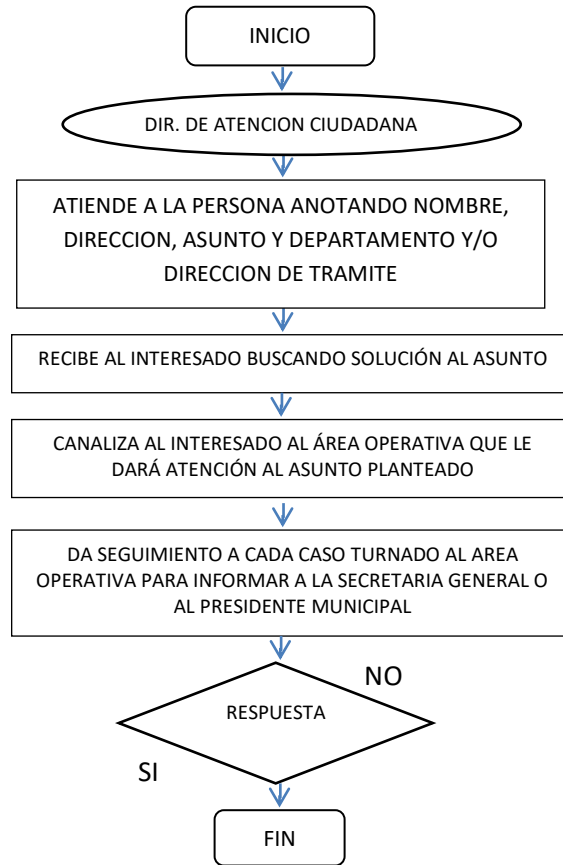 INICIO
DIR. DE ATENCION CIUDADANA
ATIENDE A LA PERSONA ANOTANDO NOMBRE,
DIRECCION, ASUNTO Y DEPARTAMENTO Y/O
DIRECCION DE TRAMITE
RECIBE AL INTERESADO BUSCANDO SOLUCIÓN AL ASUNTO
CANALIZA AL INTERESADO AL ÁREA OPERATIVA QUE LE
DARÁ ATENCIÓN AL ASUNTO PLANTEADO
DA SEGUIMIENTO A CADA CASO TURNADO AL AREA
OPERATIVA PARA INFORMAR A LA SECRETARIA GENERAL O
AL PRESIDENTE MUNICIPAL
NO
RESPUESTA
SI
FIN